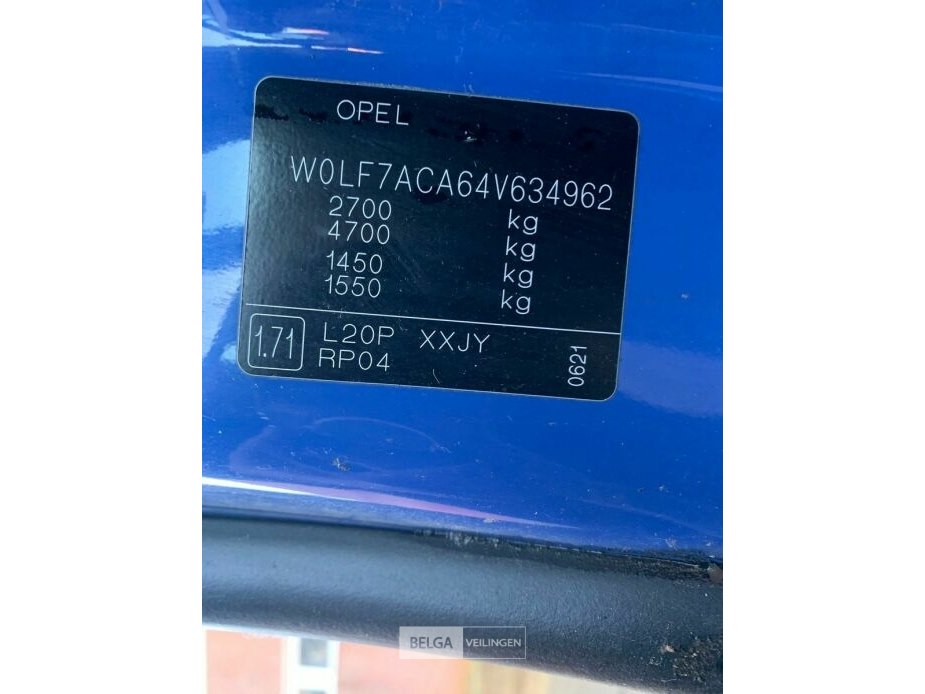 OPEL
W0LF7ACA64V634962
2700 kg
4700 kg
1450 kg
1550 kg
1.71 L20P XXJY
RP04
0621
BELGA VEILINGEN